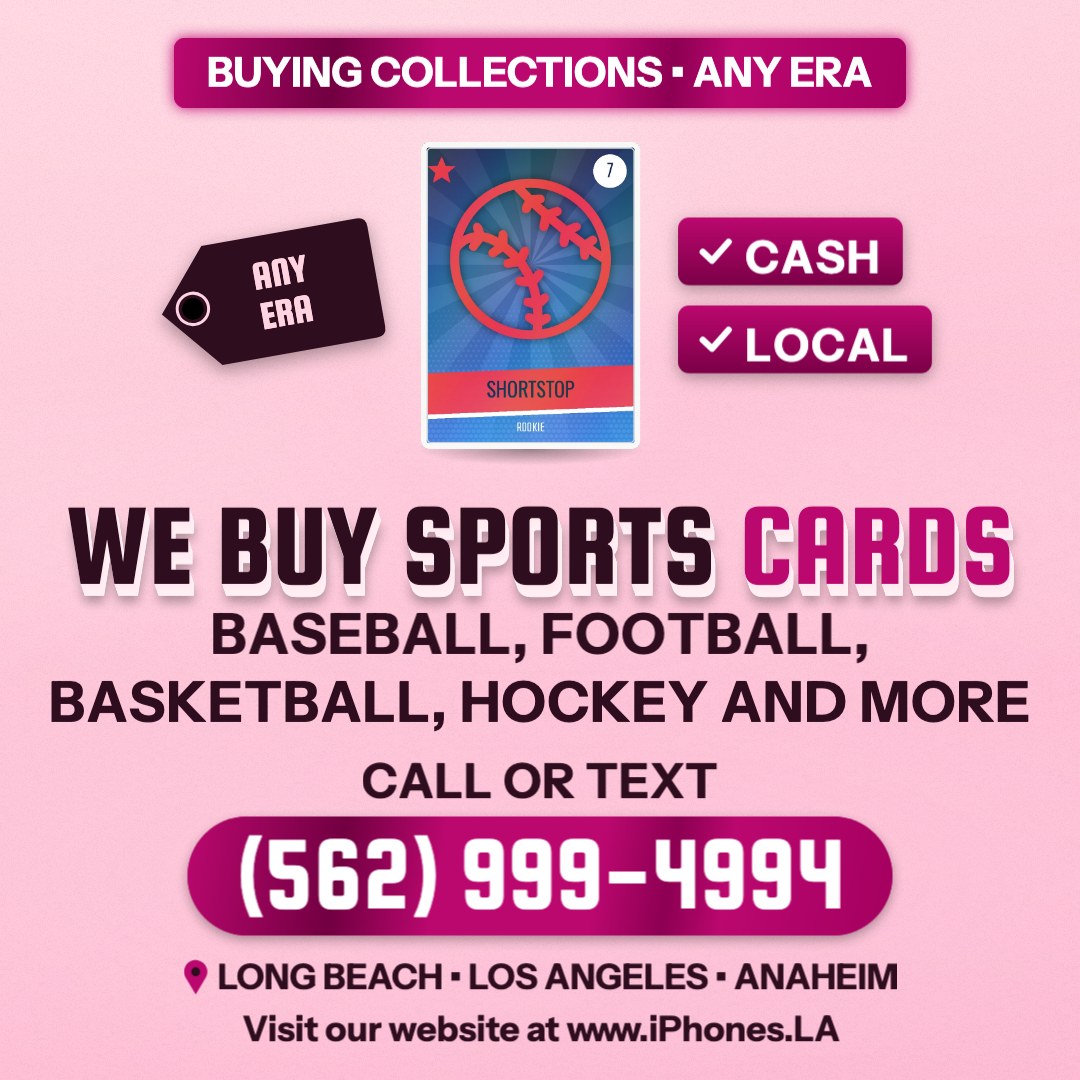 BUYING COLLECTIONS ▪ ANY ERA
ANY
ERA
7
SHORTSTOP
ROOKIE
✓ CASH
✓ LOCAL
WE BUY SPORTS CARDS
BASEBALL, FOOTBALL,
BASKETBALL, HOCKEY AND MORE
CALL OR TEXT
(562) 999-4994
LONG BEACH ▪ LOS ANGELES ▪ ANAHEIM
Visit our website at www.iPhones.LA